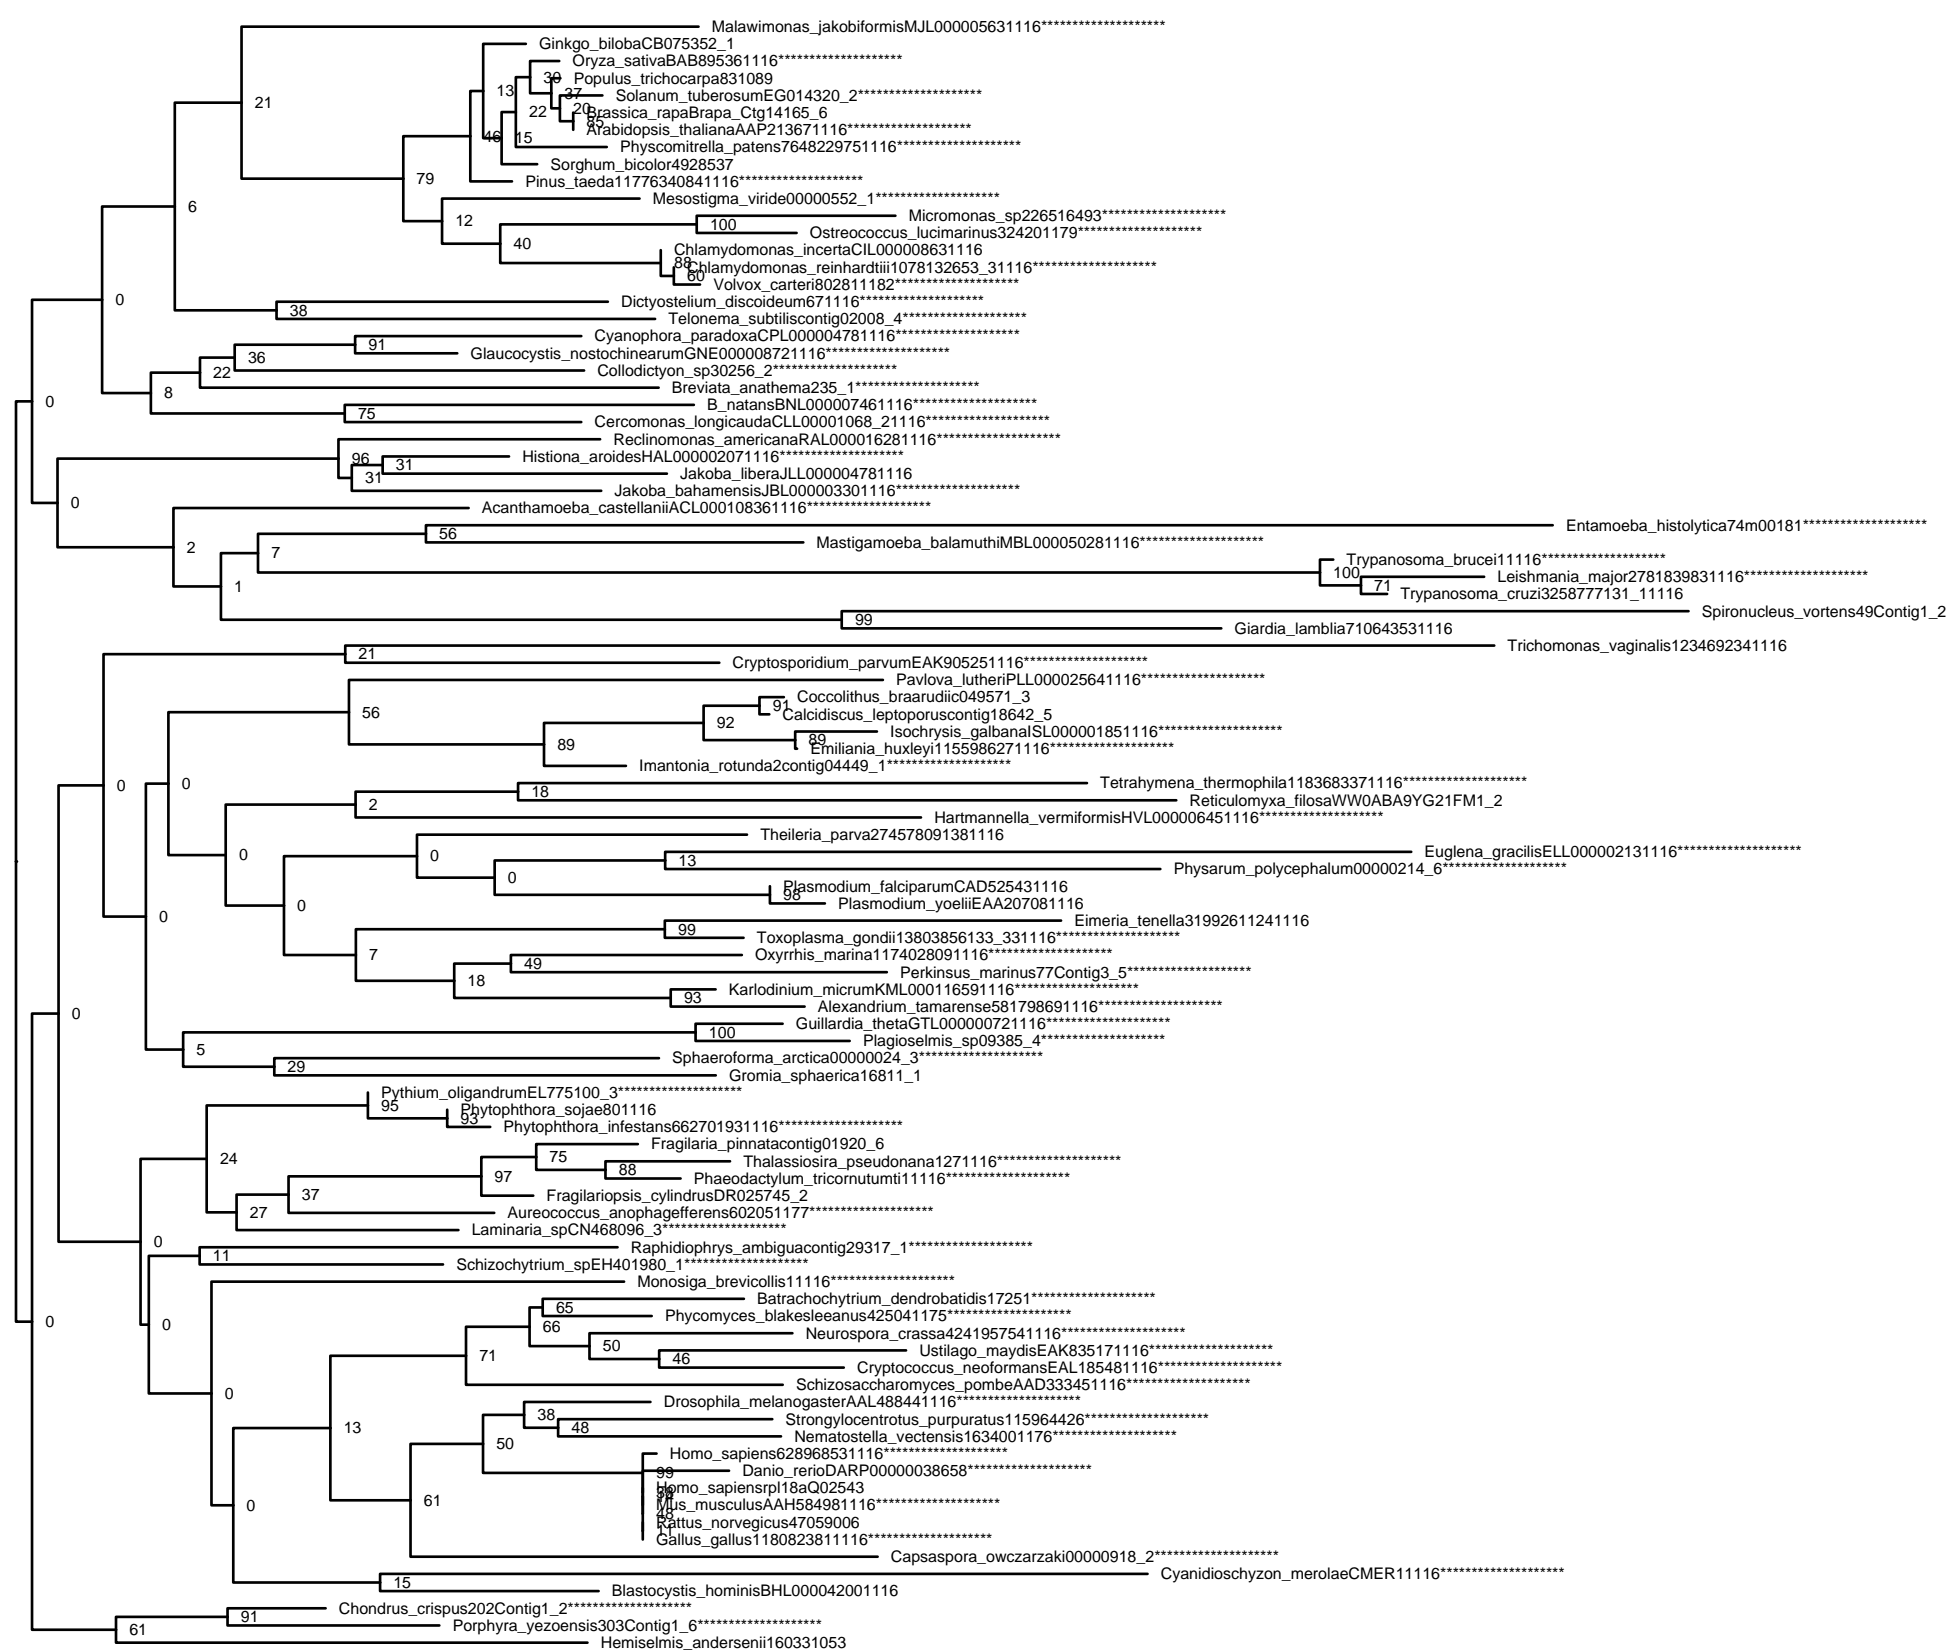 Malawimonas_jakobiformisMJL000005631116********************
Ginkgo_bilobaCB075352_1
Oryza_sativaBAB895361116********************
30
Populus_trichocarpa831089
13
37
Solanum_tuberosumEG014320_2********************
21
22
20
Brassica_rapaBrapa_Ctg14165_6
85
Arabidopsis_thalianaAAP213671116********************
46
15
Physcomitrella_patens7648229751116********************
Sorghum_bicolor4928537
79
Pinus_taeda11776340841116********************
Mesostigma_viride00000552_1********************
6
12
Micromonas_sp226516493********************
100
Ostreococcus_lucimarinus324201179********************
40
Chlamydomonas_incertaCIL000008631116
88
Chlamydomonas_reinhardtiii1078132653_31116********************
60
Volvox_carteri802811182********************
0
Dictyostelium_discoideum671116********************
38
Telonema_subtiliscontig02008_4********************
Cyanophora_paradoxaCPL000004781116********************
91
36
Glaucocystis_nostochinearumGNE000008721116********************
22
Collodictyon_sp30256_2********************
8
Breviata_anathema235_1********************
0
B_natansBNL000007461116********************
75
Cercomonas_longicaudaCLL00001068_21116********************
Reclinomonas_americanaRAL000016281116********************
96
Histiona_aroidesHAL000002071116********************
31
31
Jakoba_liberaJLL000004781116
Jakoba_bahamensisJBL000003301116********************
0
Acanthamoeba_castellaniiACL000108361116********************
Entamoeba_histolytica74m00181********************
56
2
7
Mastigamoeba_balamuthiMBL000050281116********************
Trypanosoma_brucei11116********************
100
1
Leishmania_major2781839831116********************
71
Trypanosoma_cruzi3258777131_11116
Spironucleus_vortens49Contig1_2
99
Giardia_lamblia710643531116
Trichomonas_vaginalis1234692341116
21
Cryptosporidium_parvumEAK905251116********************
Pavlova_lutheriPLL000025641116********************
Coccolithus_braarudiic049571_3
91
56
92
Calcidiscus_leptoporuscontig18642_5
Isochrysis_galbanaISL000001851116********************
89
89
Emiliania_huxleyi1155986271116********************
Imantonia_rotunda2contig04449_1********************
0
0
Tetrahymena_thermophila1183683371116********************
18
2
Reticulomyxa_filosaWW0ABA9YG21FM1_2
Hartmannella_vermiformisHVL000006451116********************
Theileria_parva274578091381116
0
0
Euglena_gracilisELL000002131116********************
13
Physarum_polycephalum00000214_6********************
0
Plasmodium_falciparumCAD525431116
98
Plasmodium_yoeliiEAA207081116
0
0
Eimeria_tenella31992611241116
99
Toxoplasma_gondii13803856133_331116********************
7
Oxyrrhis_marina1174028091116********************
49
18
Perkinsus_marinus77Contig3_5********************
Karlodinium_micrumKML000116591116********************
93
Alexandrium_tamarense581798691116********************
0
Guillardia_thetaGTL000000721116********************
100
5
Plagioselmis_sp09385_4********************
Sphaeroforma_arctica00000024_3********************
29
Gromia_sphaerica16811_1
Pythium_oligandrumEL775100_3********************
95
Phytophthora_sojae801116
93
Phytophthora_infestans662701931116********************
24
Fragilaria_pinnatacontig01920_6
75
Thalassiosira_pseudonana1271116********************
97
88
Phaeodactylum_tricornutumti11116********************
37
Fragilariopsis_cylindrusDR025745_2
27
Aureococcus_anophagefferens602051177********************
Laminaria_spCN468096_3********************
0
Raphidiophrys_ambiguacontig29317_1********************
11
Schizochytrium_spEH401980_1********************
Monosiga_brevicollis11116********************
Batrachochytrium_dendrobatidis17251********************
65
Phycomyces_blakesleeanus425041175********************
0
0
66
Neurospora_crassa4241957541116********************
50
71
Ustilago_maydisEAK835171116********************
46
Cryptococcus_neoformansEAL185481116********************
Schizosaccharomyces_pombeAAD333451116********************
0
Drosophila_melanogasterAAL488441116********************
38
Strongylocentrotus_purpuratus115964426********************
13
48
Nematostella_vectensis1634001176********************
50
Homo_sapiens628968531116********************
99
Danio_rerioDARP00000038658********************
Homo_sapiensrpl18aQ02543
61
0
Mus_musculusAAH584981116********************
48
Rattus_norvegicus47059006
11
Gallus_gallus1180823811116********************
Capsaspora_owczarzaki00000918_2********************
Cyanidioschyzon_merolaeCMER11116********************
15
Blastocystis_hominisBHL000042001116
Chondrus_crispus202Contig1_2********************
91
61
Porphyra_yezoensis303Contig1_6********************
Hemiselmis_andersenii160331053